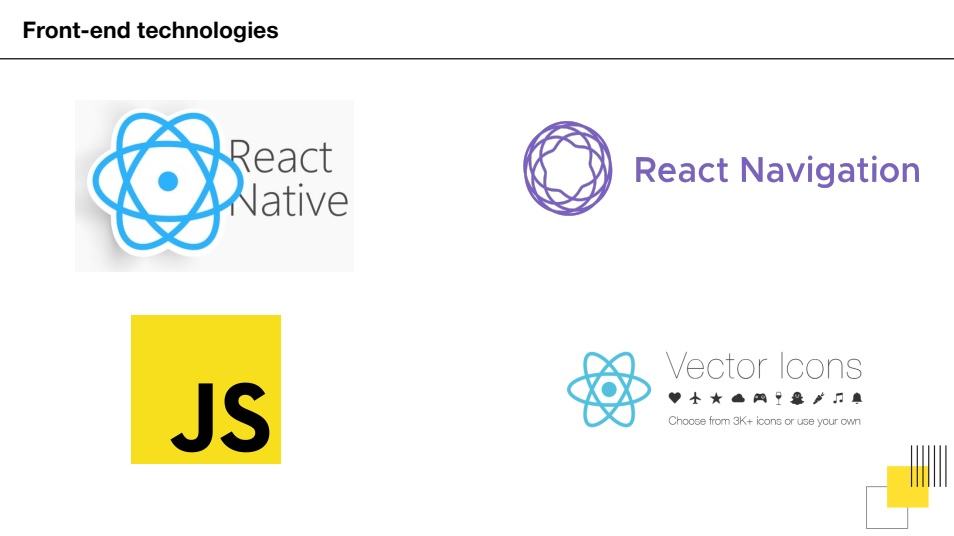 Front-end technologies
React
Native
React Navigation
JS
Vector Icons
Choose from 3K+ icons or use your own